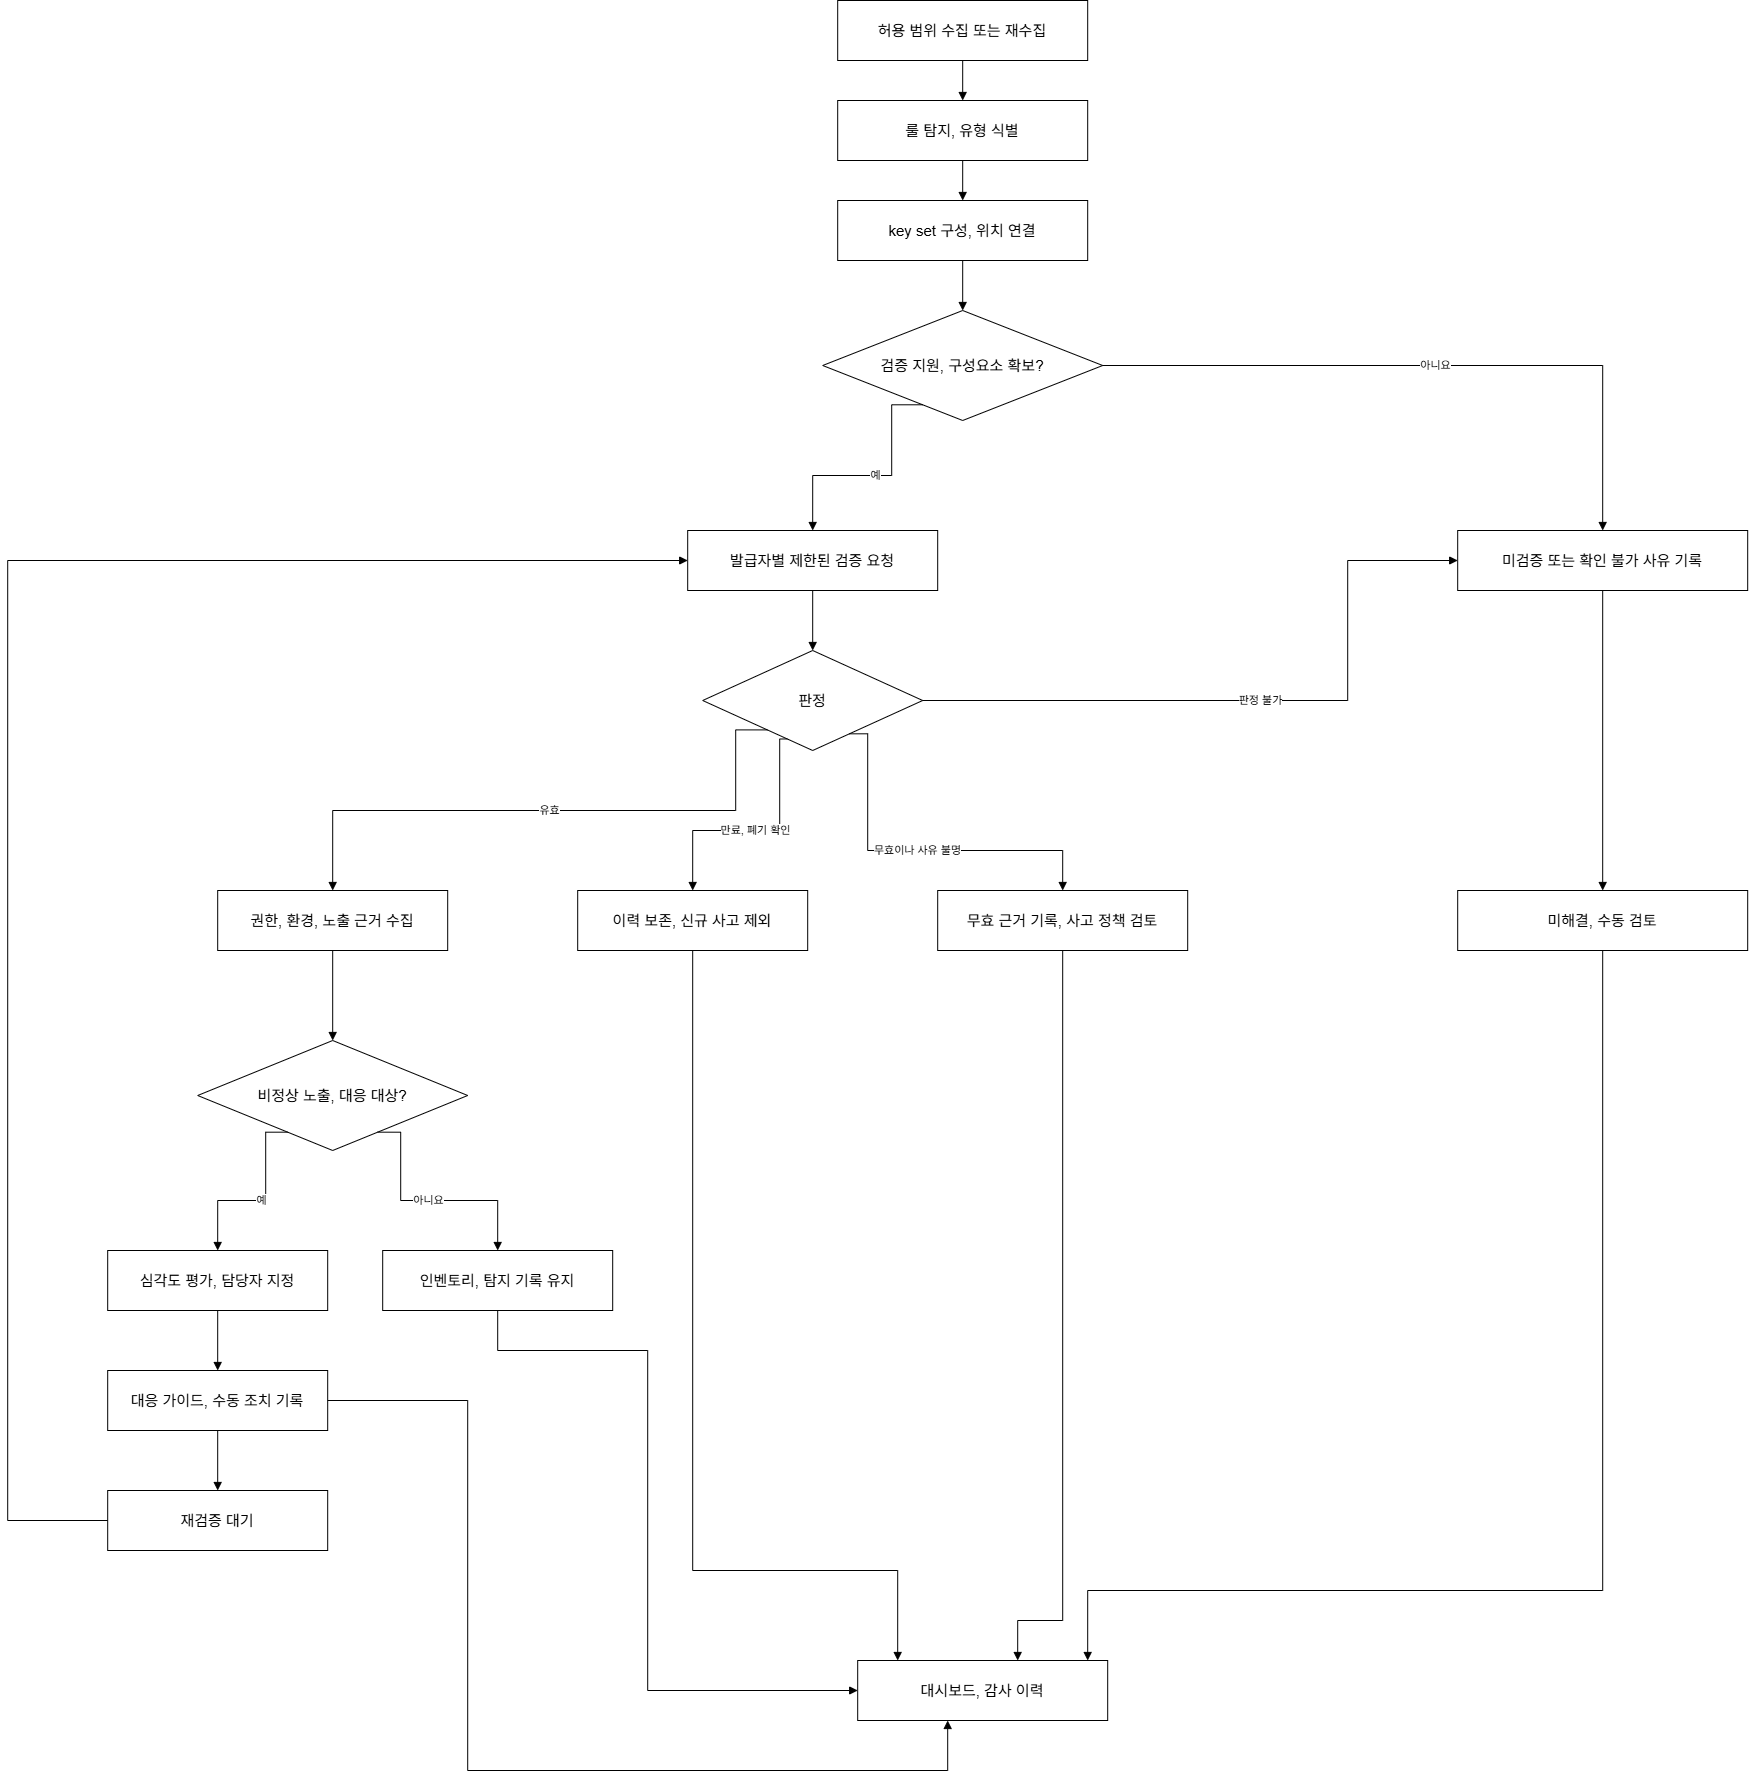 허용 범위 수집 또는 재수집
룰 탐지, 유형 식별
key set 구성, 위치 연결
검증 지원, 구성요소 확보?
아니요
예
발급자별 제한된 검증 요청
미검증 또는 확인 불가 사유 기록
판정
판정 불가
유효
만료, 폐기 확인
무효이나 사유 불명
권한, 환경, 노출 근거 수집
이력 보존, 신규 사고 제외
무효 근거 기록, 사고 정책 검토
미해결, 수동 검토
비정상 노출, 대응 대상?
예
아니요
심각도 평가, 담당자 지정
인벤토리, 탐지 기록 유지
대응 가이드, 수동 조치 기록
재검증 대기
대시보드, 감사 이력